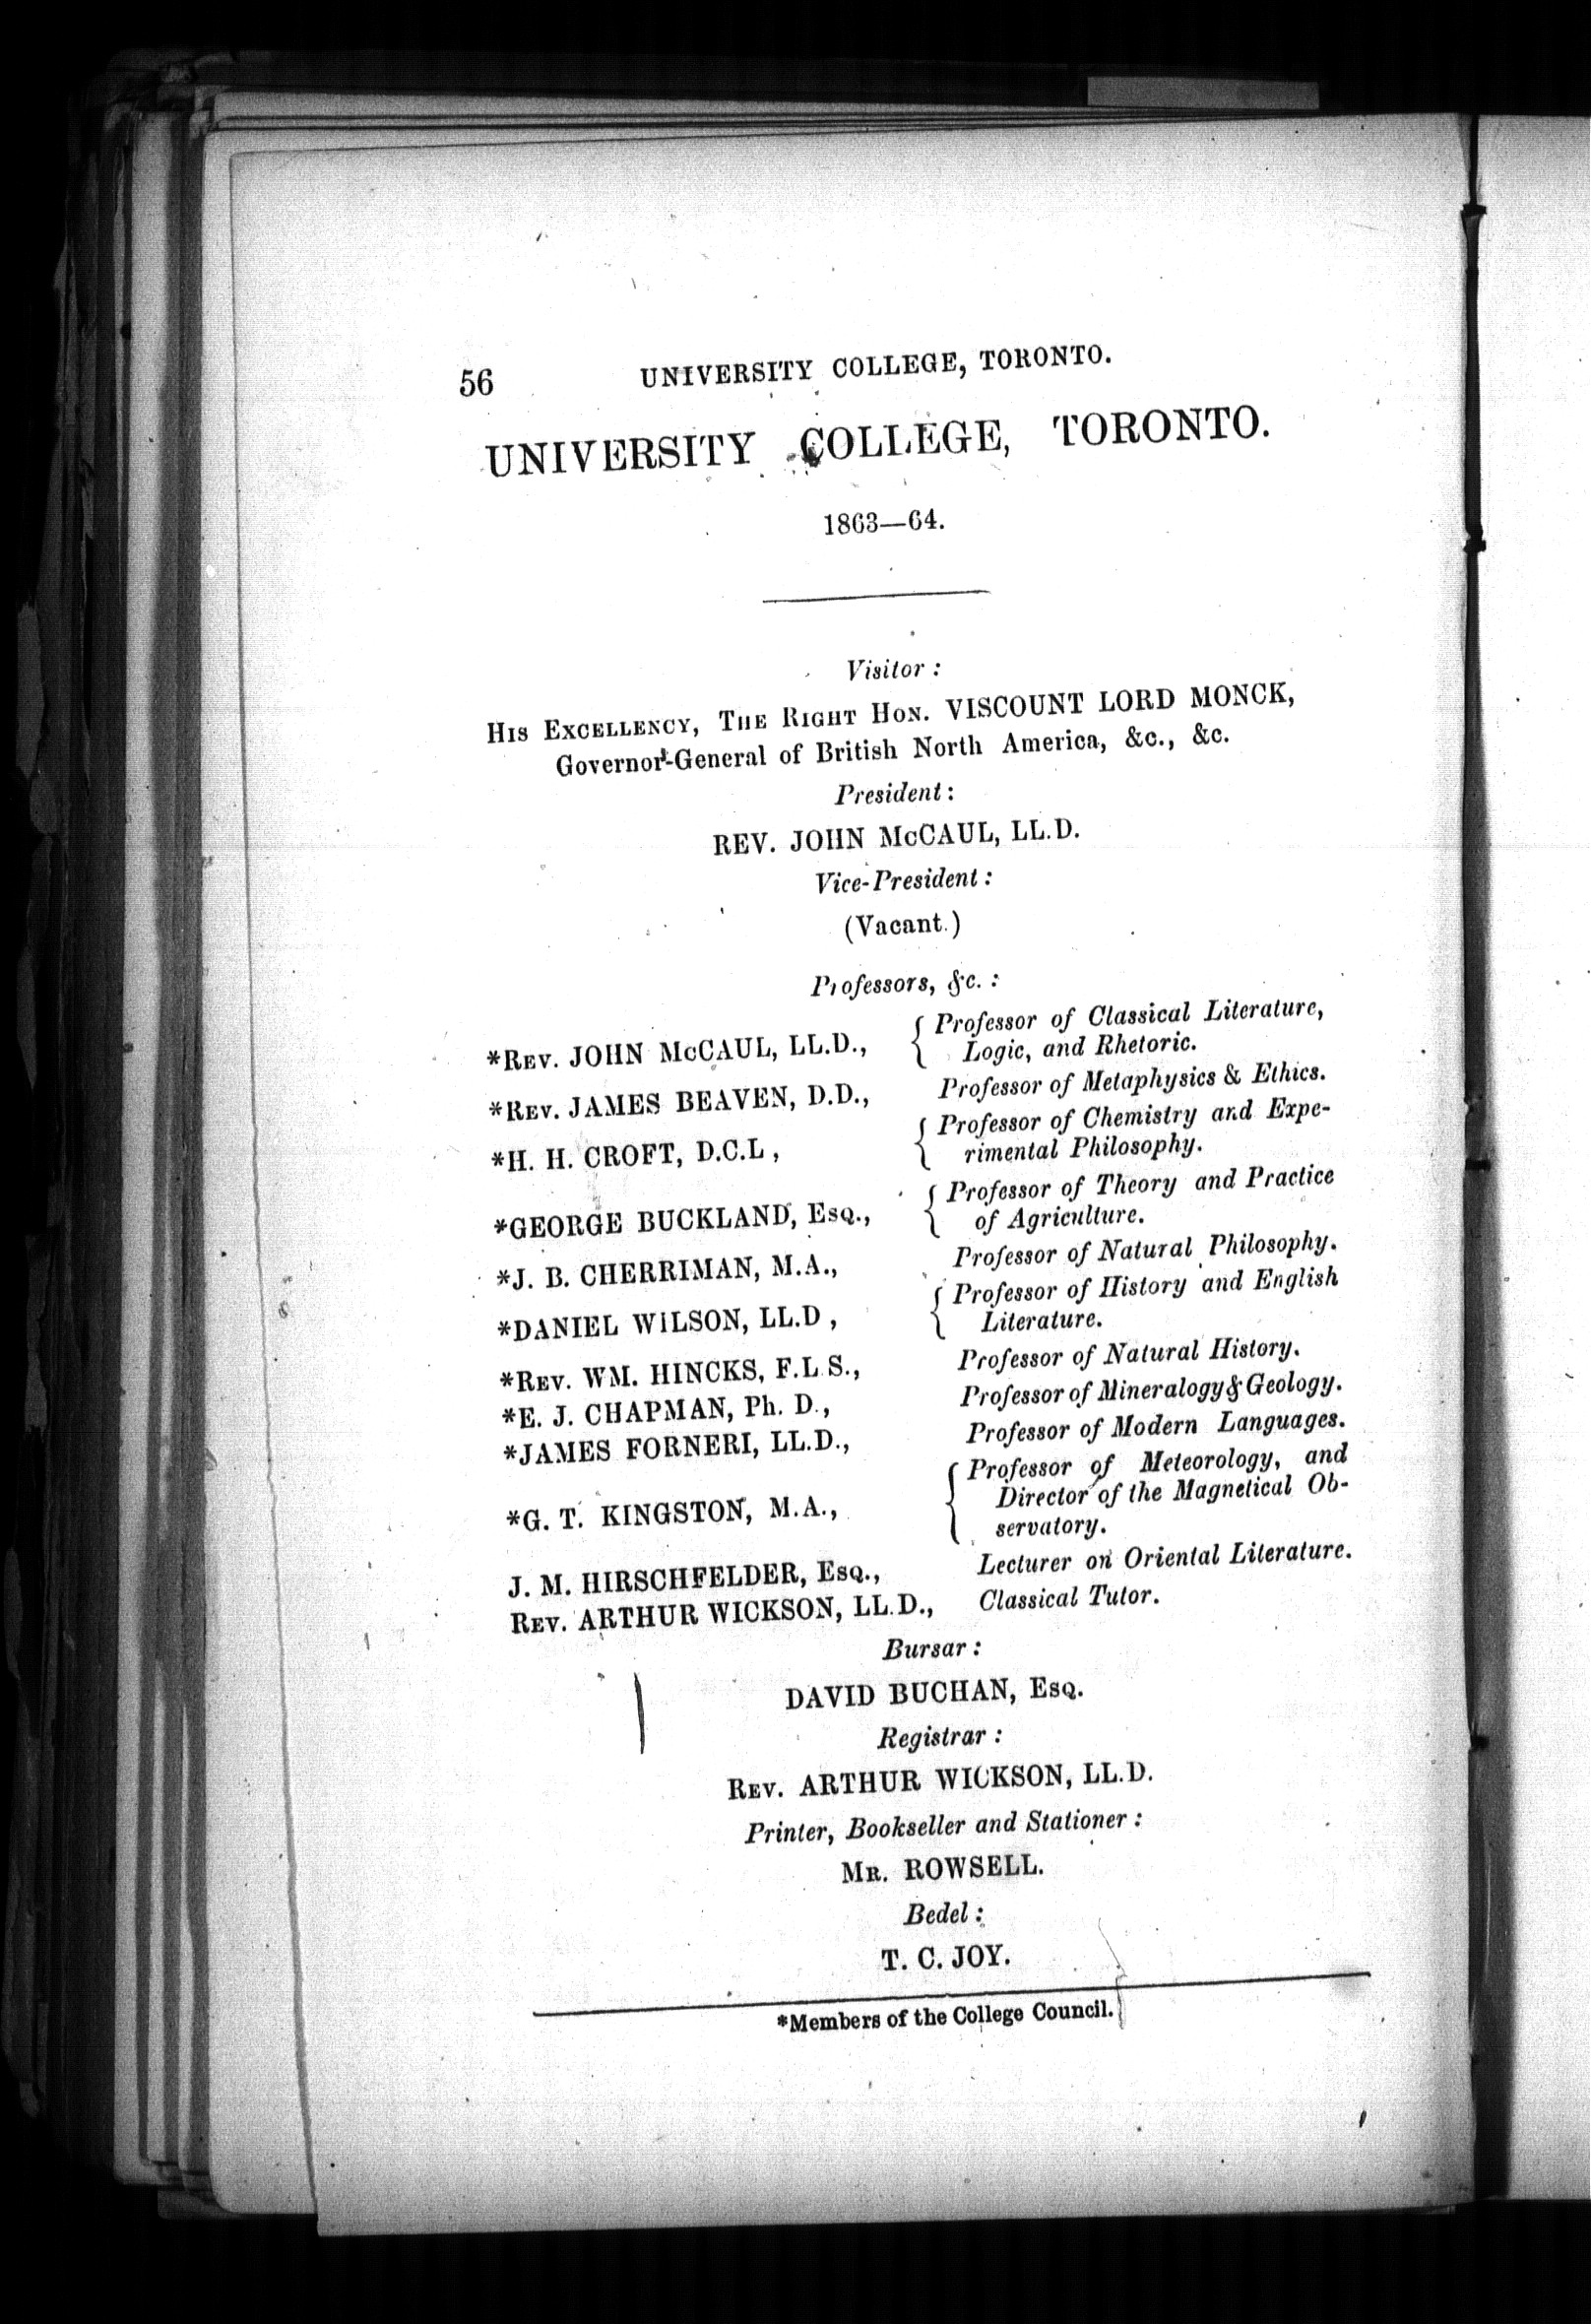 56 UNIVERSITY COLLEGE, TORONTO.
UNIVERSITY COLLEGE, TORONTO.
1863—64.
Visitor :
HIS EXCELLENCY, THE RIGHT HON. VISCOUNT LORD MONCK,
Governor-General of British North America, &c., &c.
President :
REV. JOHN McCAUL, LL.D.
Vice-President :
(Vacant.)
Professors, &c. :
*REV. JOHN McCAUL, LL.D., { Professor of Classical Literature,
Logic, and Rhetoric.
*REV. JAMES BEAVEN, D.D., Professor of Metaphysics & Ethics.
*H. H. CROFT, D.C.L , { Professor of Chemistry and Expe-
rimental Philosophy.
*GEORGE BUCKLAND, ESQ., { Professor of Theory and Practice
of Agriculture.
*J. B. CHERRIMAN, M.A., Professor of Natural Philosophy.
*DANIEL WILSON, LL.D , { Professor of History and English
Literature.
*REV. WM. HINCKS, F.L S., Professor of Natural History.
*E. J. CHAPMAN, Ph. D., Professor of Mineralogy & Geology.
*JAMES FORNERI, LL.D., Professor of Modern Languages.
*G. T. KINGSTON, M.A., { Professor of Meteorology, and
Director of the Magnetical Ob-
servatory.
J. M. HIRSCHFELDER, ESQ., Lecturer on Oriental Literature.
REV. ARTHUR WICKSON, LL.D., Classical Tutor.
Bursar :
DAVID BUCHAN, ESQ.
Registrar :
REV. ARTHUR WICKSON, LL.D.
Printer, Bookseller and Stationer :
MR. ROWSELL.
Bedel :
T. C. JOY.
*Members of the College Council.